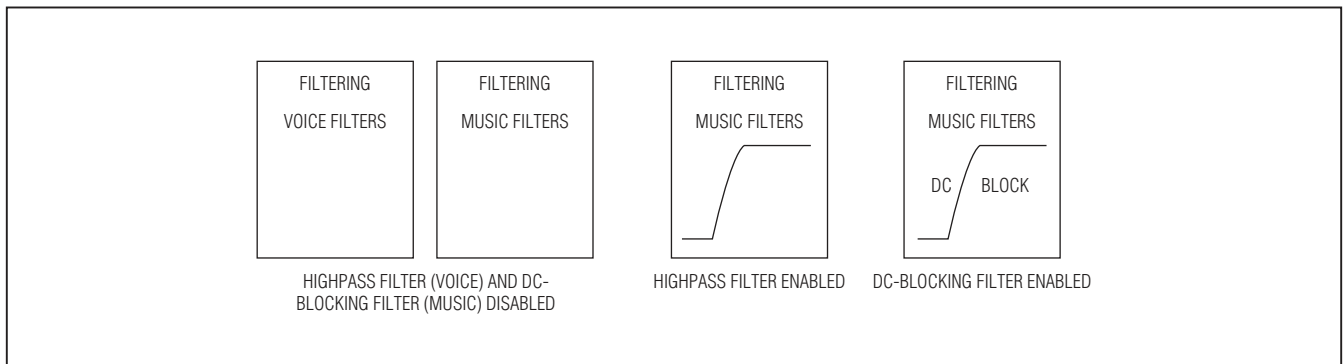 FILTERING
VOICE FILTERS
FILTERING
MUSIC FILTERS
HIGHPASS FILTER (VOICE) AND DC-
BLOCKING FILTER (MUSIC) DISABLED
FILTERING
MUSIC FILTERS
HIGHPASS FILTER ENABLED
FILTERING
MUSIC FILTERS
DC BLOCK
DC-BLOCKING FILTER ENABLED